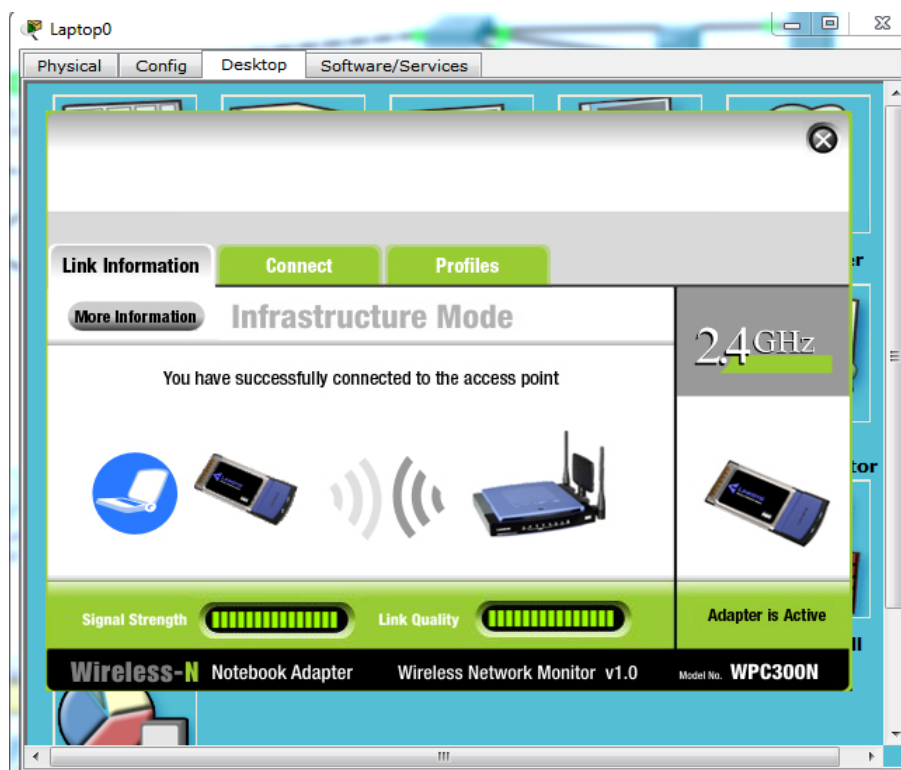 Laptop0
Physical Config Desktop Software/Services
Link Information Connect Profiles
More Information Infrastructure Mode
2.4GHz
You have successfully connected to the access point
Signal Strength Link Quality Adapter is Active
Wireless-N Notebook Adapter Wireless Network Monitor v1.0 Model No. WPC300N